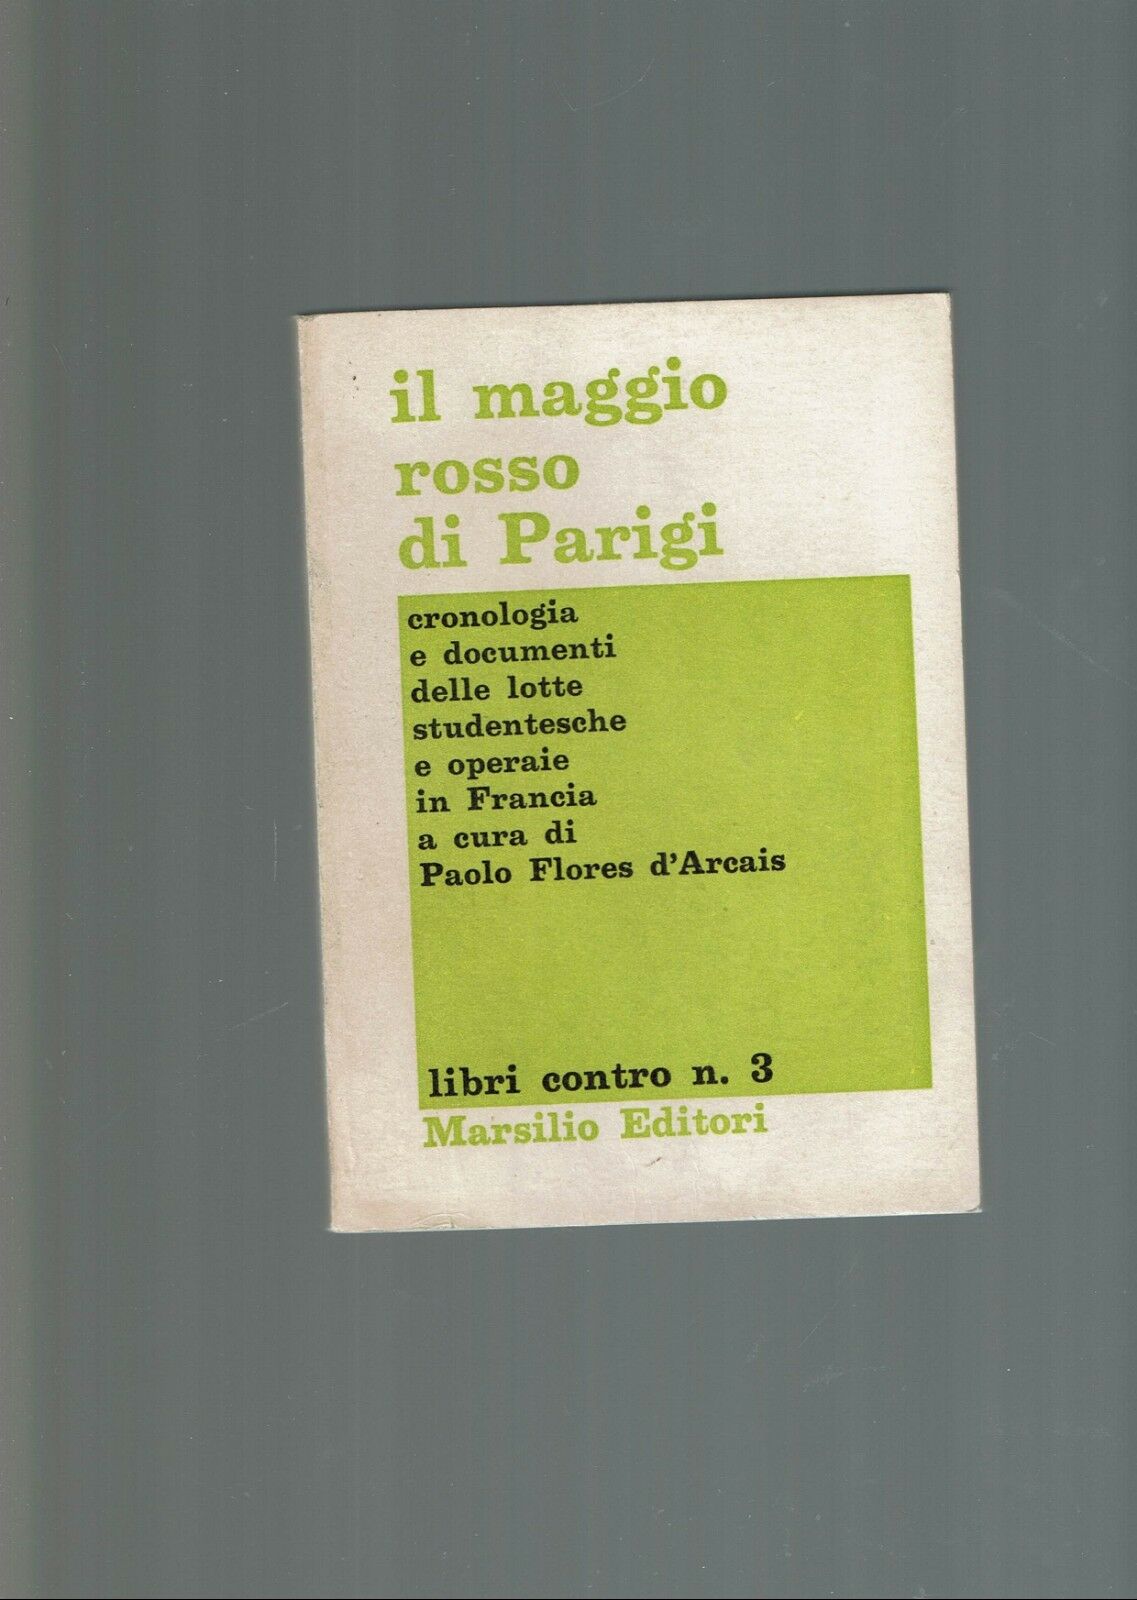 il maggio
rosso
di Parigi
cronologia
e documenti
delle lotte
studentesche
e operaie
in Francia
a cura di
Paolo Flores d'Arcais
libri contro n. 3
Marsilio Editori